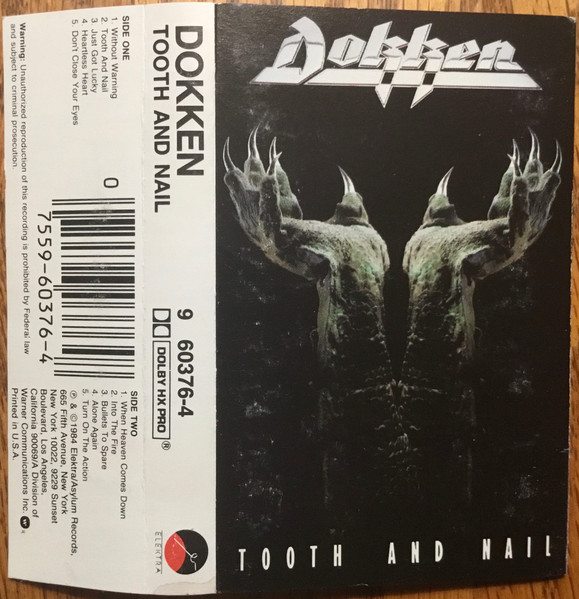 SIDE ONE
1. Without Warning
2. Tooth And Nail
3. Just Got Lucky
4. Heartless Heart
5. Don't Close Your Eyes
Warning: Unauthorized reproduction of this recording is prohibited by Federal law
and subject to criminal prosecution.
0
7559-60376-4
SIDE TWO
1. When Heaven Comes Down
2. Into The Fire
3. Bullets To Spare
4. Alone Again
5. Turn On The Action
℗ & ©1984 Elektra/Asylum Records,
665 Fifth Avenue, New York
New York 10022, 9229 Sunset
Boulevard, Los Angeles,
California 90069/A Division of
Warner Communications Inc. ®
Printed in U.S.A.
DOKKEN
TOOTH AND NAIL
9 60376-4
DOLBY HX PRO ®
ELEKTRA
Dokken
TOOTH AND NAIL